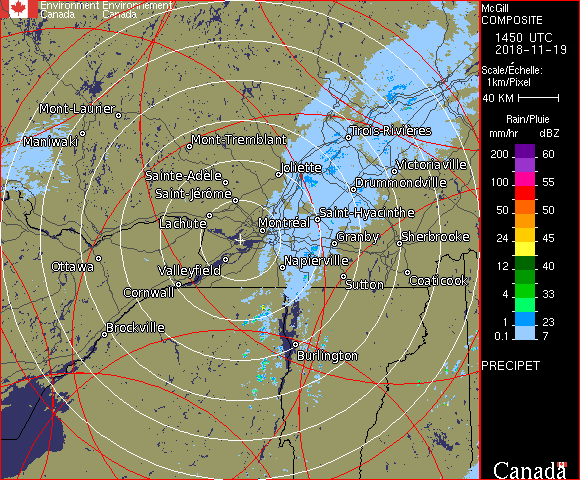 Environment Environnement
Canada Canada
Mont-Laurier
Maniwaki
Mont-Tremblant
Trois-Rivières
Joliette
Victoriaville
Sainte-Adèle
Drummondville
Saint-Jérôme
Saint-Hyacinthe
Lachute
Montréal
Granby
Sherbrooke
Ottawa
Valleyfield
Napierville
Sutton
Coaticook
Cornwall
Brockville
Burlington
McGill
COMPOSITE
1450 UTC
2018-11-19
Scale/Échelle:
1km/Pixel
40 KM
Rain/Pluie
mm/hr dBZ
200 60
100 55
50 50
24 45
12 40
4 33
1 23
0.1 7
PRECIPET
Canada